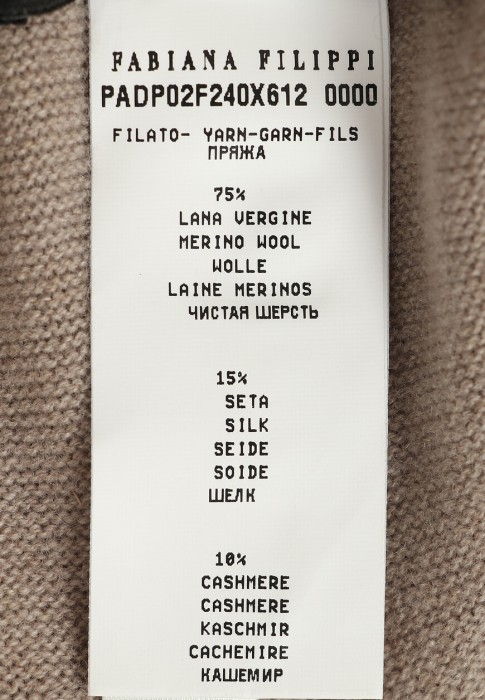 FABIANA FILIPPI
PADP02F240X612 0000
FILATO- YARN-GARN-FILS
ПРЯЖА
75%
LANA VERGINE
MERINO WOOL
WOLLE
LAINE MERINOS
ЧИСТАЯ ШЕРСТЬ
15%
SETA
SILK
SEIDE
SOIDE
ШЕЛК
10%
CASHMERE
CASHMERE
KASCHMIR
CACHEMIRE
КАШЕМИР